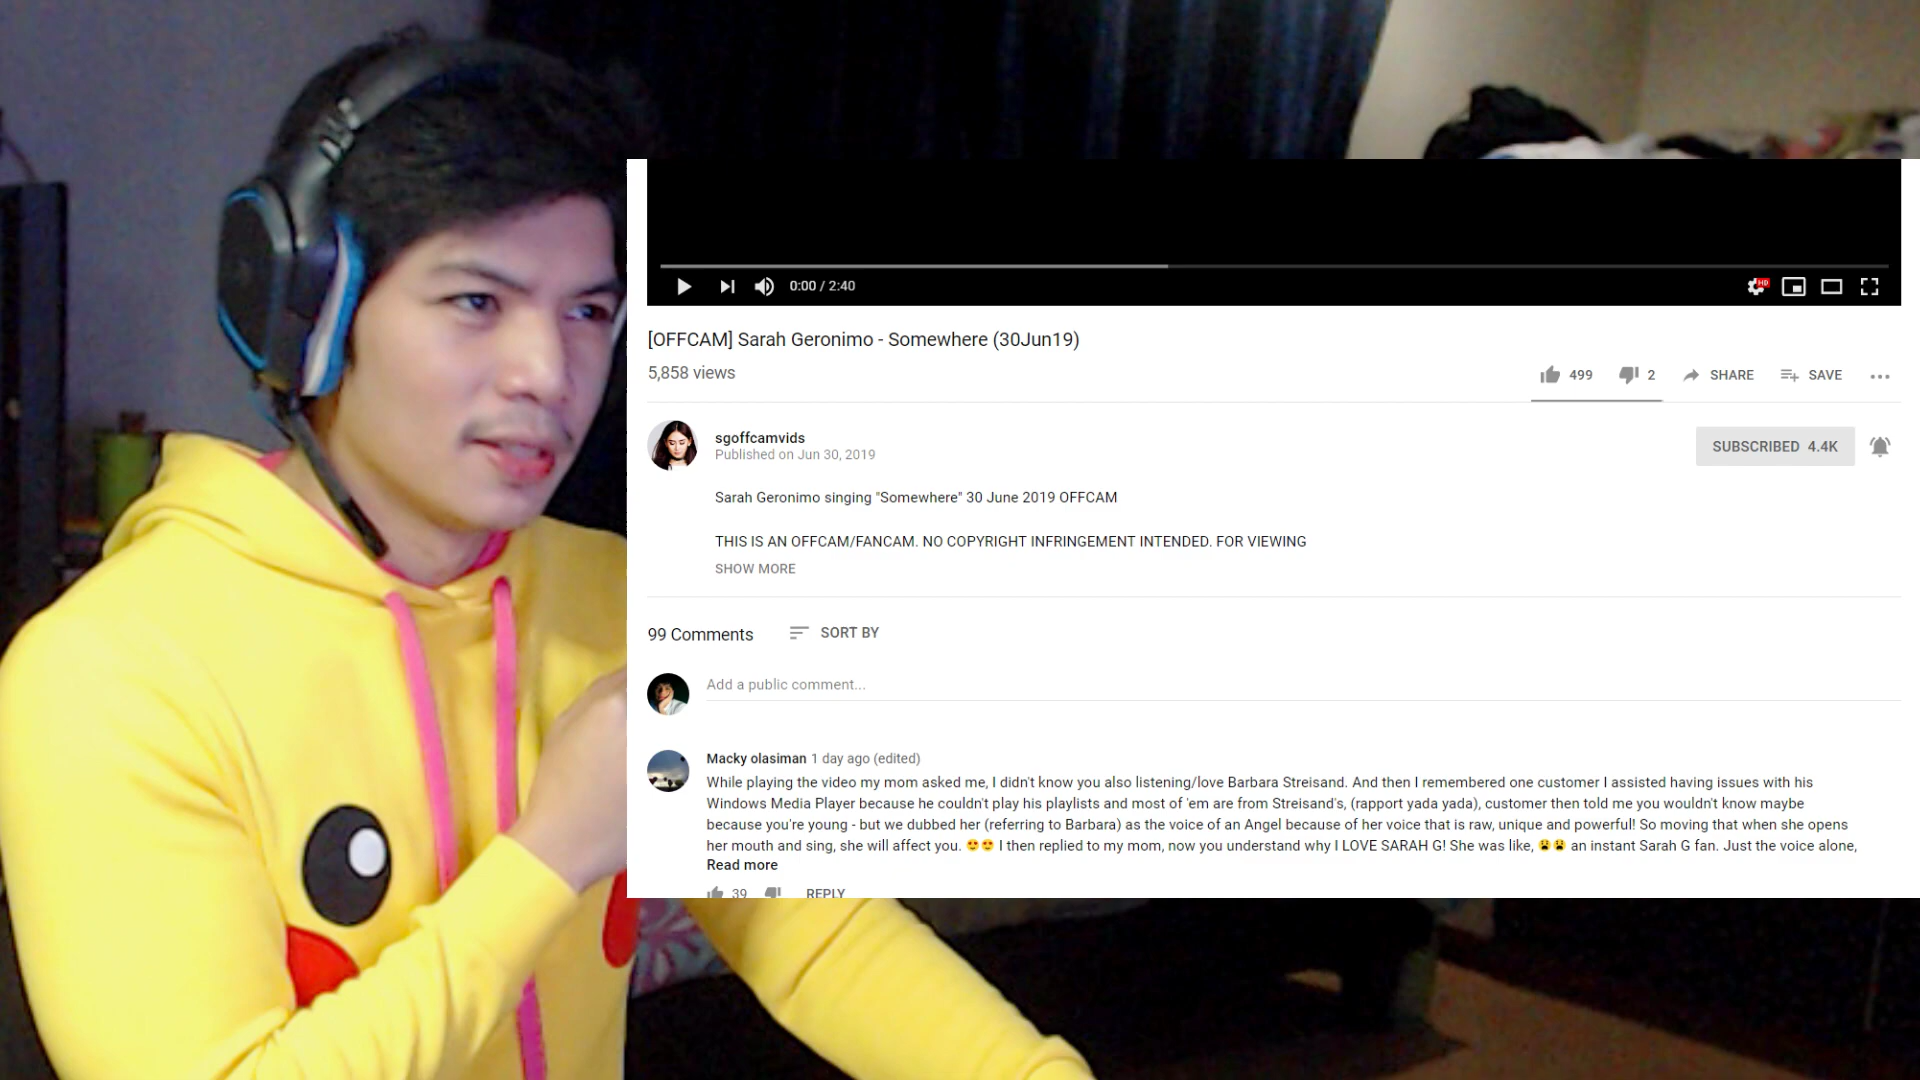 0:00 / 2:40
HD
[OFFCAM] Sarah Geronimo - Somewhere (30Jun19)
5,858 views
499 2 SHARE SAVE
sgoffcamvids
Published on Jun 30, 2019
SUBSCRIBED 4.4K
Sarah Geronimo singing "Somewhere" 30 June 2019 OFFCAM
THIS IS AN OFFCAM/FANCAM. NO COPYRIGHT INFRINGEMENT INTENDED. FOR VIEWING
SHOW MORE
99 Comments SORT BY
Add a public comment...
Macky olasiman 1 day ago (edited)
While playing the video my mom asked me, I didn't know you also listening/love Barbara Streisand. And then I remembered one customer I assisted having issues with his
Windows Media Player because he couldn't play his playlists and most of 'em are from Streisand's, (rapport yada yada), customer then told me you wouldn't know maybe
because you're young - but we dubbed her (referring to Barbara) as the voice of an Angel because of her voice that is raw, unique and powerful! So moving that when she opens
her mouth and sing, she will affect you. 😍😍 I then replied to my mom, now you understand why I LOVE SARAH G! She was like, 😫😫 an instant Sarah G fan. Just the voice alone,
Read more
39 REPLY